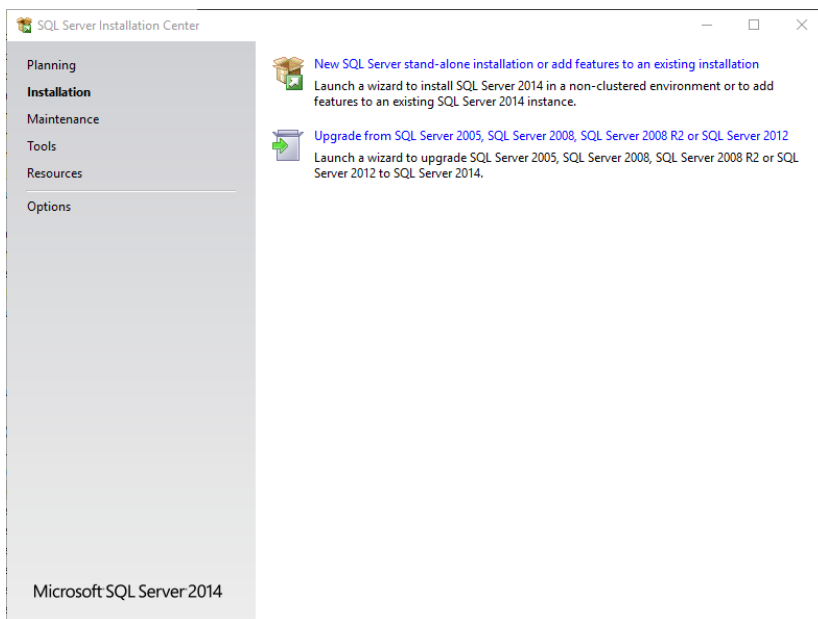 SQL Server Installation Center
Planning
Installation
Maintenance
Tools
Resources
Options
New SQL Server stand-alone installation or add features to an existing installation
Launch a wizard to install SQL Server 2014 in a non-clustered environment or to add
features to an existing SQL Server 2014 instance.
Upgrade from SQL Server 2005, SQL Server 2008, SQL Server 2008 R2 or SQL Server 2012
Launch a wizard to upgrade SQL Server 2005, SQL Server 2008, SQL Server 2008 R2 or SQL
Server 2012 to SQL Server 2014.
Microsoft SQL Server 2014